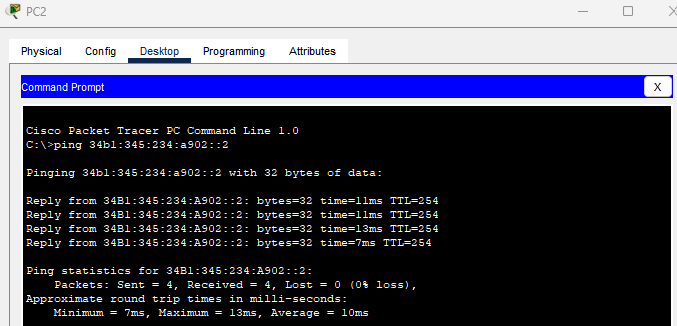 PC2
Physical Config Desktop Programming Attributes
Command Prompt X
Cisco Packet Tracer PC Command Line 1.0
C:\>ping 34b1:345:234:a902::2
Pinging 34b1:345:234:a902::2 with 32 bytes of data:
Reply from 34B1:345:234:A902::2: bytes=32 time=11ms TTL=254
Reply from 34B1:345:234:A902::2: bytes=32 time=11ms TTL=254
Reply from 34B1:345:234:A902::2: bytes=32 time=13ms TTL=254
Reply from 34B1:345:234:A902::2: bytes=32 time=7ms TTL=254
Ping statistics for 34B1:345:234:A902::2:
Packets: Sent = 4, Received = 4, Lost = 0 (0% loss),
Approximate round trip times in milli-seconds:
Minimum = 7ms, Maximum = 13ms, Average = 10ms